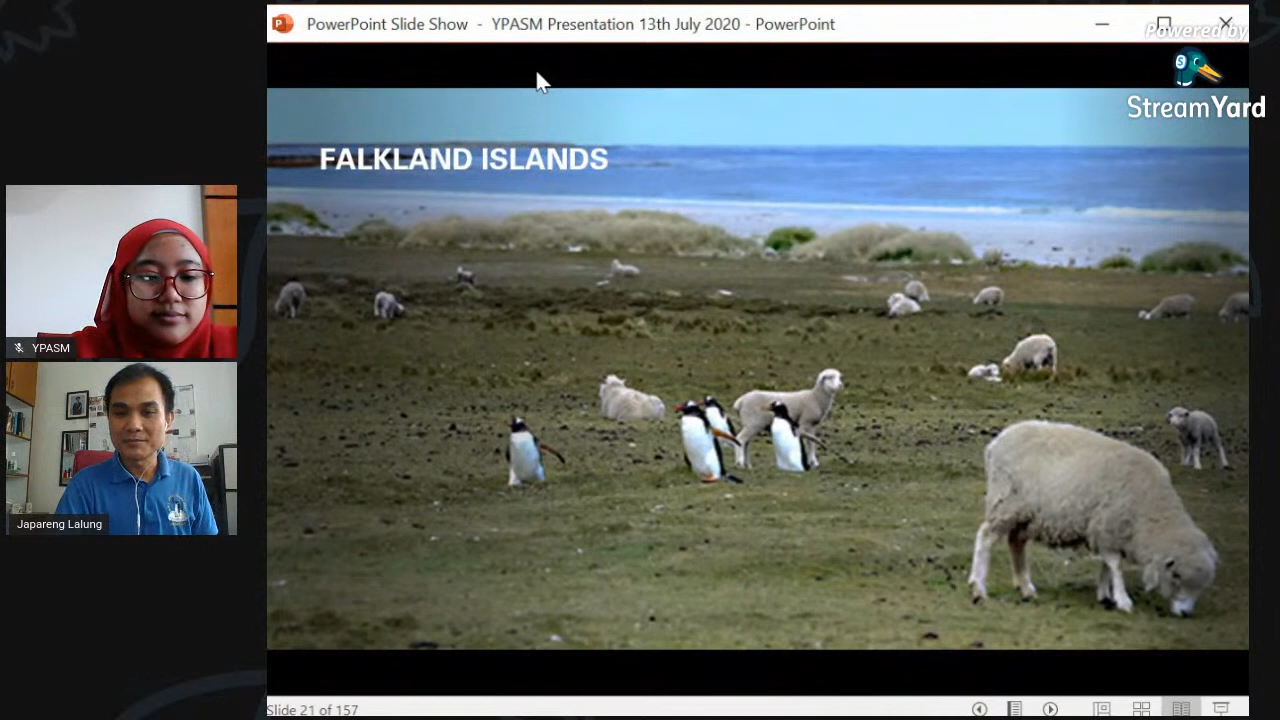 PowerPoint Slide Show - YPASM Presentation 13th July 2020 - PowerPoint
Powered by
StreamYard
FALKLAND ISLANDS
YPASM
Japareng Lalung
Slide 21 of 157